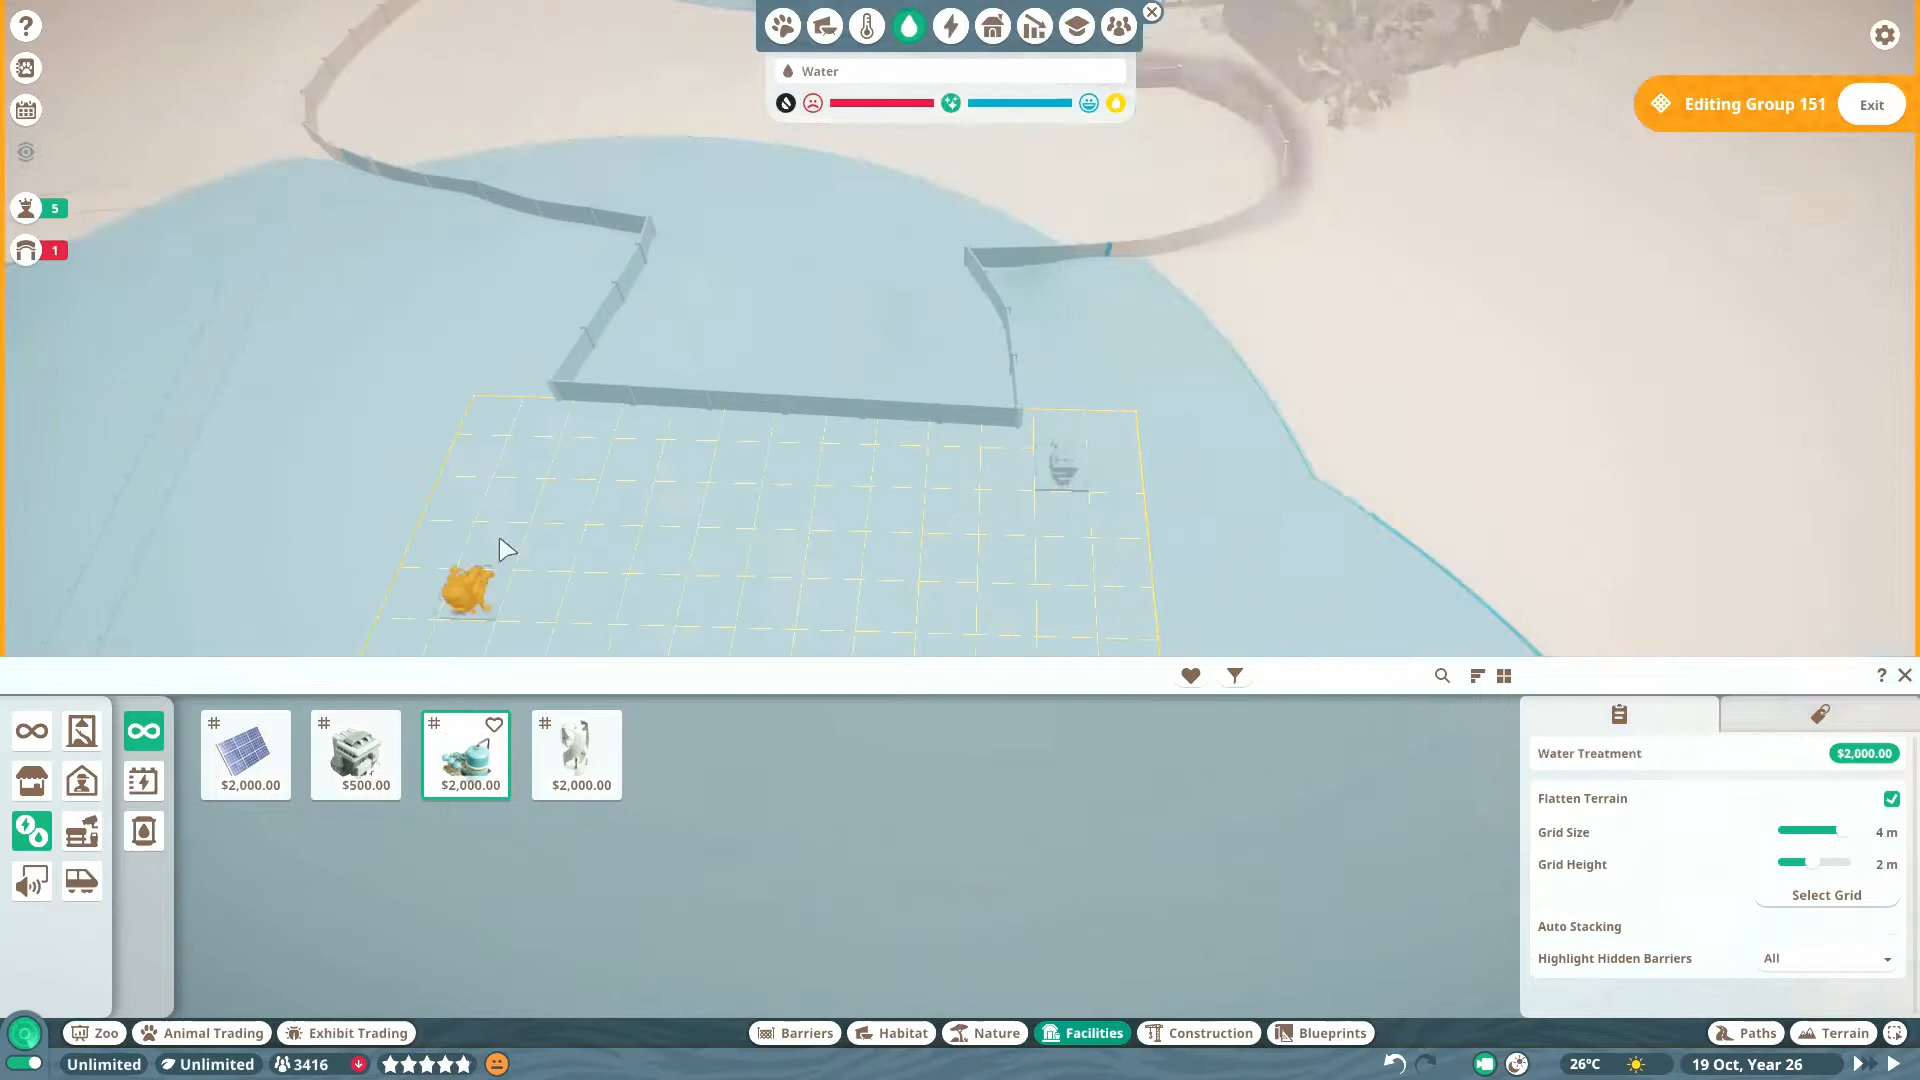 Water
Editing Group 151
Exit
5
1
$2,000.00
$500.00
$2,000.00
$2,000.00
Water Treatment
$2,000.00
Flatten Terrain
Grid Size
4 m
Grid Height
2 m
Select Grid
Auto Stacking
Highlight Hidden Barriers
All
Zoo
Animal Trading
Exhibit Trading
Barriers
Habitat
Nature
Facilities
Construction
Blueprints
Paths
Terrain
Unlimited
Unlimited
3416
26°C
19 Oct, Year 26